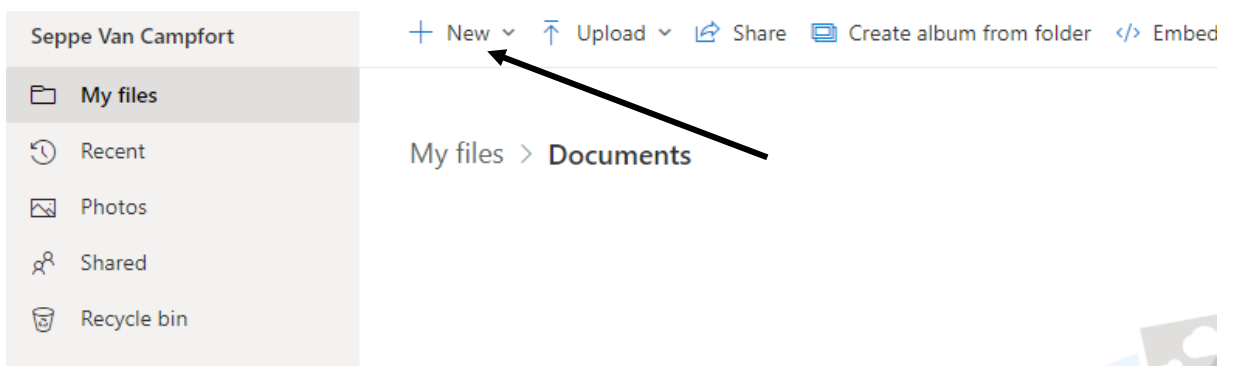 Seppe Van Campfort
My files
Recent
Photos
Shared
Recycle bin
New Upload Share Create album from folder Embed
My files > Documents